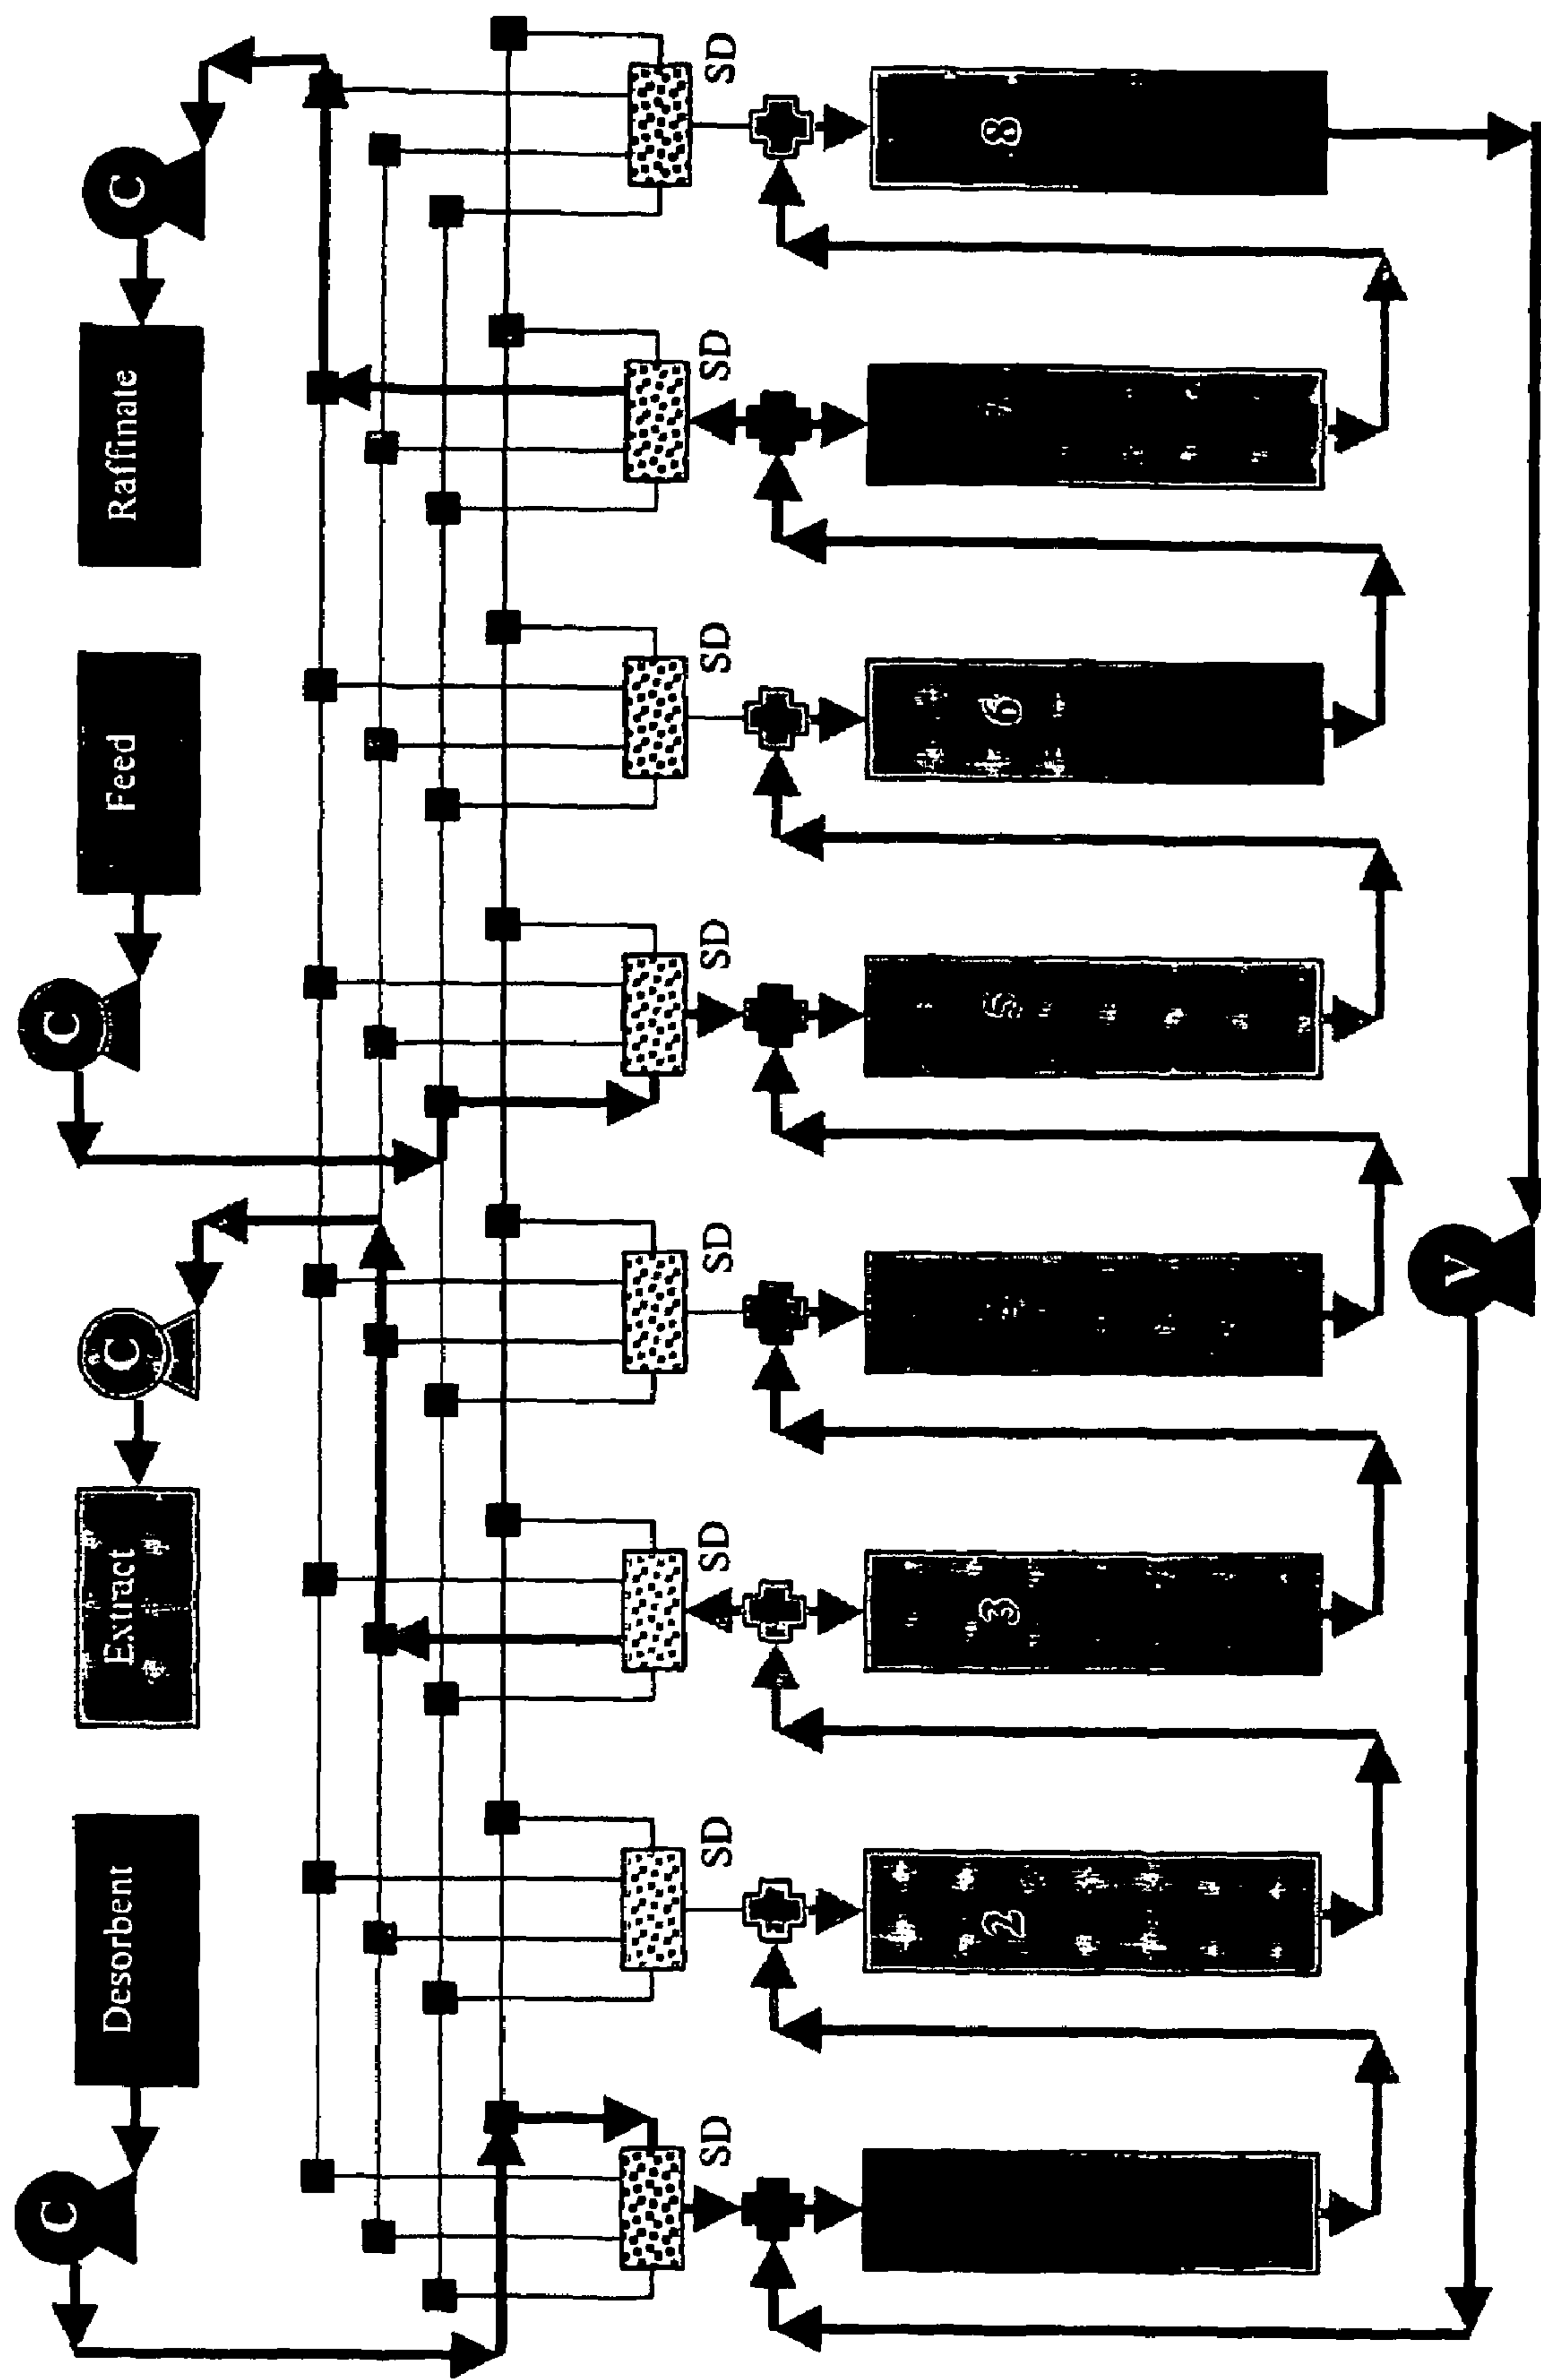 C
C
Desorbent
Extract
C
Feed
Raffinate
C
SD
SD
SD
SD
SD
SD
SD
SD
2
3
5
6
8
V